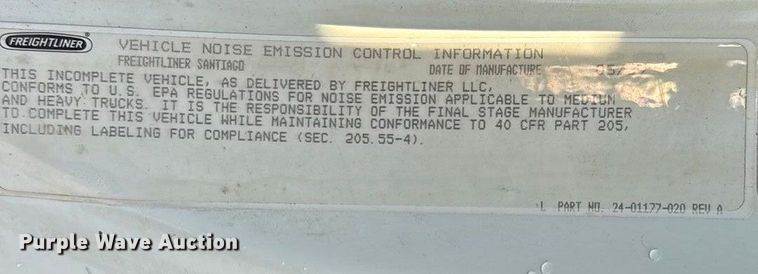 FREIGHTLINER
VEHICLE NOISE EMISSION CONTROL INFORMATION
FREIGHTLINER SANTIAGO DATE OF MANUFACTURE
THIS INCOMPLETE VEHICLE, AS DELIVERED BY FREIGHTLINER LLC,
CONFORMS TO U.S. EPA REGULATIONS FOR NOISE EMISSION APPLICABLE TO MEDIUM
AND HEAVY TRUCKS. IT IS THE RESPONSIBILITY OF THE FINAL STAGE MANUFACTURER
TO COMPLETE THIS VEHICLE WHILE MAINTAINING CONFORMANCE TO 40 CFR PART 205,
INCLUDING LABELING FOR COMPLIANCE (SEC. 205.55-4).
PART NO. 24-01177-020 REV A
Purple Wave Auction